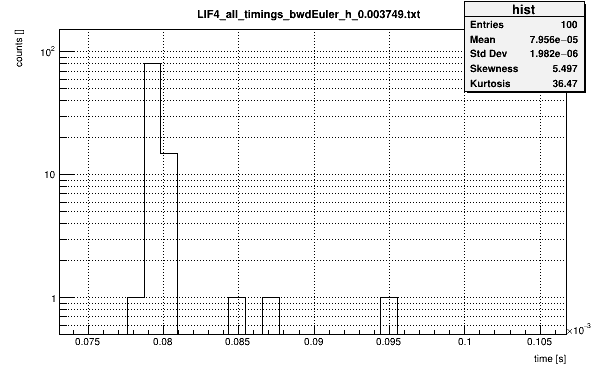 LIF4_all_timings_bwdEuler_h_0.003749.txt
hist
Entries 100
Mean 7.956e−05
Std Dev 1.982e−06
Skewness 5.497
Kurtosis 36.47
counts []
10²
10
1
0.075 0.08 0.085 0.09 0.095 0.1 0.105
×10⁻³
time [s]